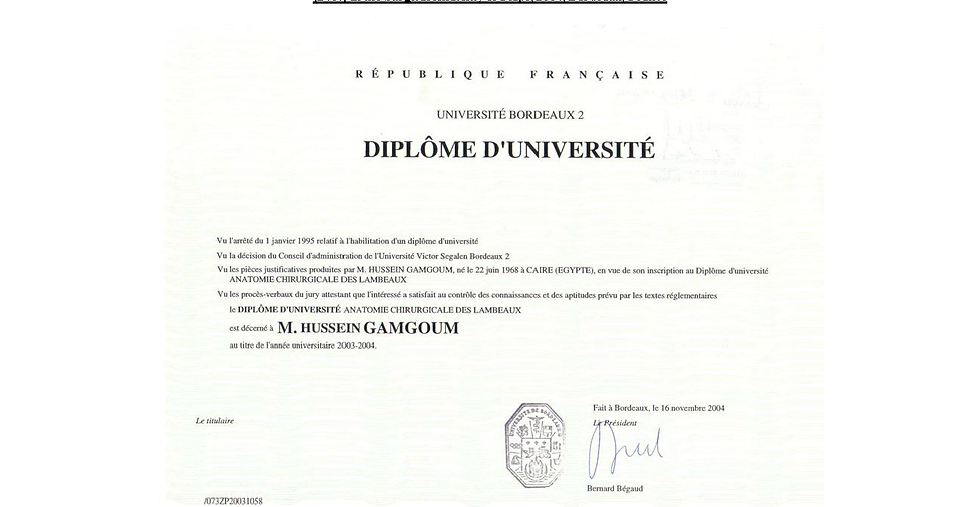 RÉPUBLIQUE FRANÇAISE
UNIVERSITÉ BORDEAUX 2
DIPLÔME D'UNIVERSITÉ
Vu l'arrêté du 1 janvier 1995 relatif à l'habilitation d'un diplôme d'université
Vu la décision du Conseil d'administration de l'Université Victor Segalen Bordeaux 2
Vu les pièces justificatives produites par M. HUSSEIN GAMGOUM, né le 22 juin 1968 à CAIRE (EGYPTE), en vue de son inscription au Diplôme d'université
ANATOMIE CHIRURGICALE DES LAMBEAUX
Vu les procès-verbaux du jury attestant que l'intéressé a satisfait au contrôle des connaissances et des aptitudes prévu par les textes réglementaires
le DIPLÔME D'UNIVERSITÉ ANATOMIE CHIRURGICALE DES LAMBEAUX
est décerné à M. HUSSEIN GAMGOUM
au titre de l'année universitaire 2003-2004.
Fait à Bordeaux, le 16 novembre 2004
Le titulaire
Le Président
Bernard Bégaud
/073ZP20031058